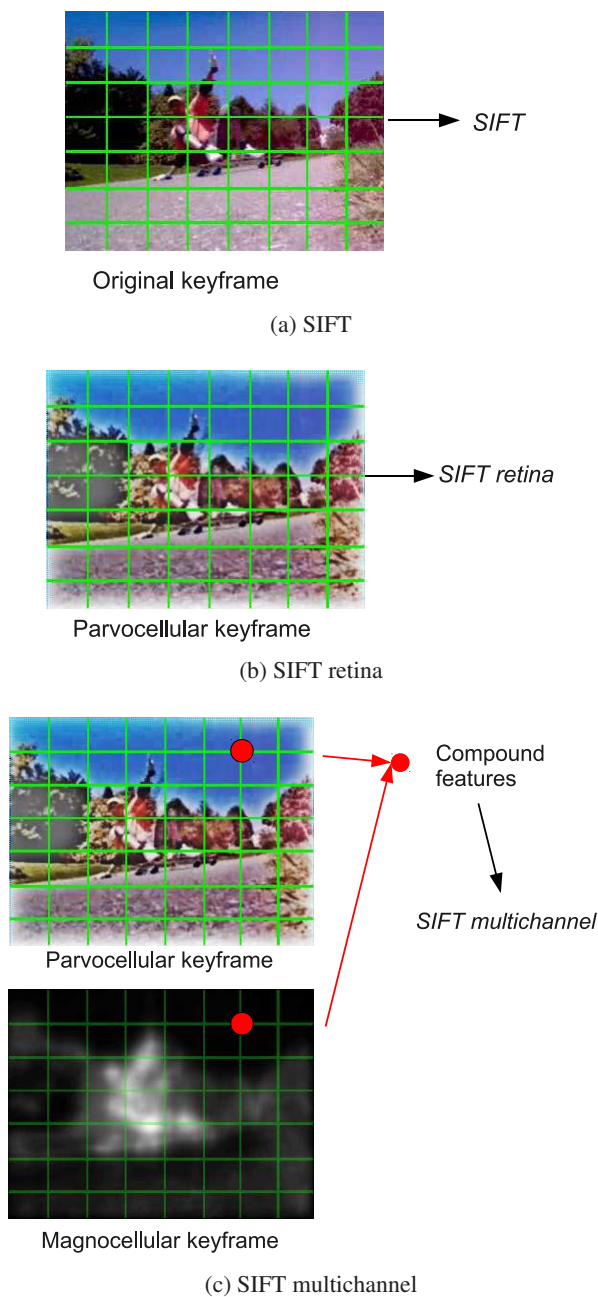 SIFT
Original keyframe
(a) SIFT
SIFT retina
Parvocellular keyframe
(b) SIFT retina
Compound
features
SIFT multichannel
Parvocellular keyframe
Magnocellular keyframe
(c) SIFT multichannel